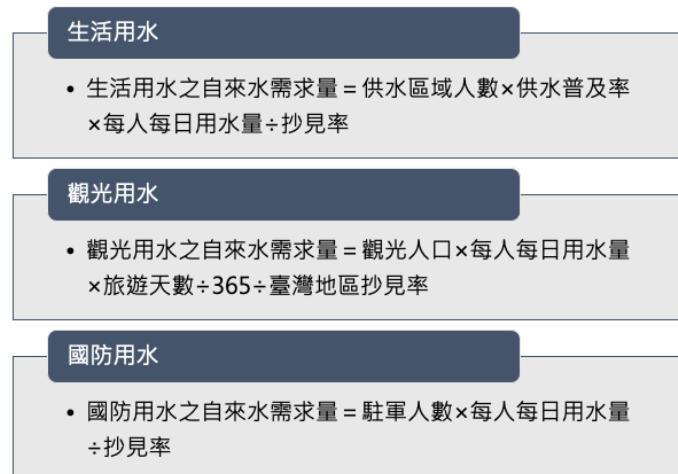 生活用水
• 生活用水之自來水需求量=供水區域人數×供水普及率
×每人每日用水量÷抄見率
觀光用水
• 觀光用水之自來水需求量=觀光人口×每人每日用水量
×旅遊天數÷365÷臺灣地區抄見率
國防用水
• 國防用水之自來水需求量=駐軍人數×每人每日用水量
÷抄見率